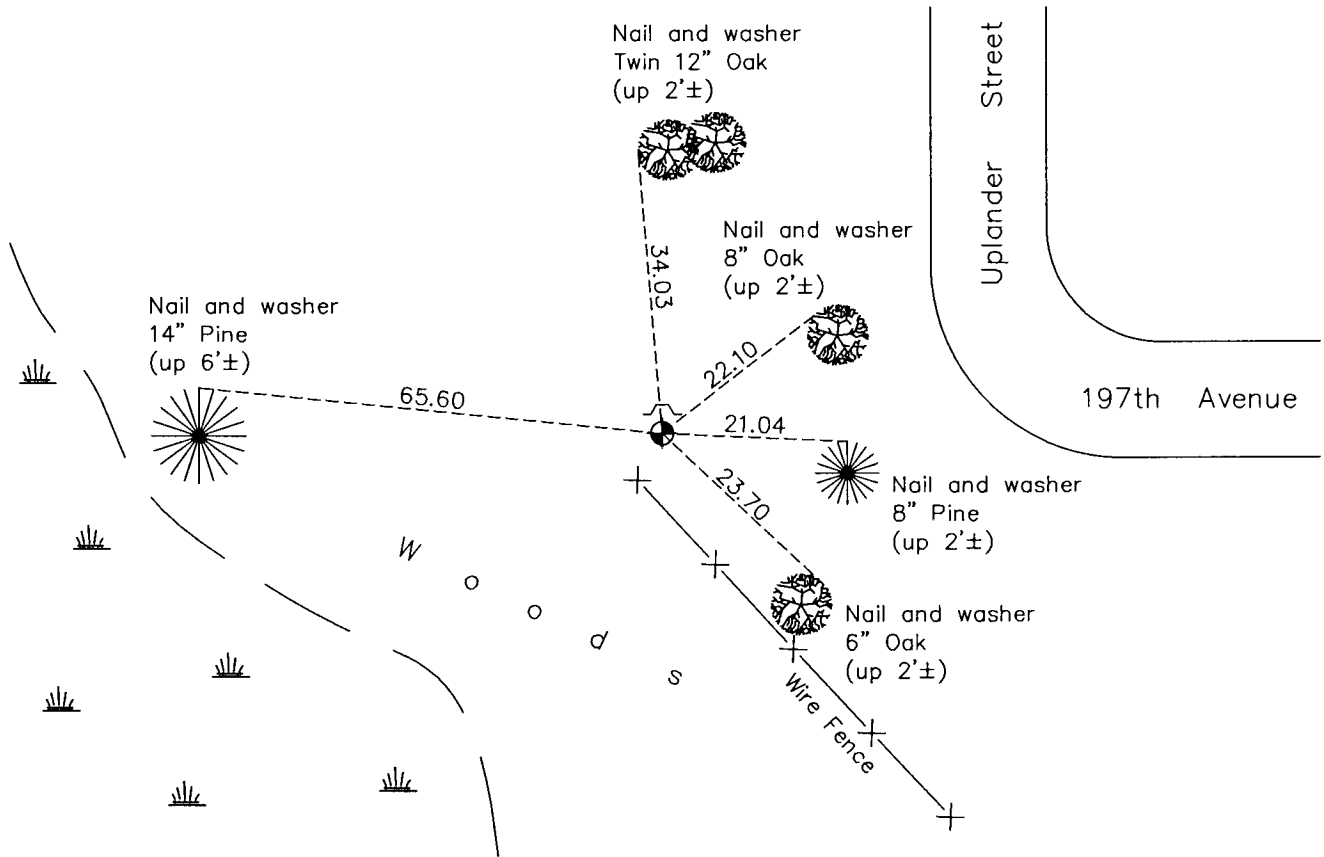 Nail and washer
Twin 12" Oak
(up 2'±)
Uplander Street
Nail and washer
8" Oak
(up 2'±)
34.03
Nail and washer
14" Pine
(up 6'±)
22.10
65.60
197th Avenue
21.04
Nail and washer
8" Pine
(up 2'±)
23.70
Woods
Nail and washer
6" Oak
(up 2'±)
Wire Fence